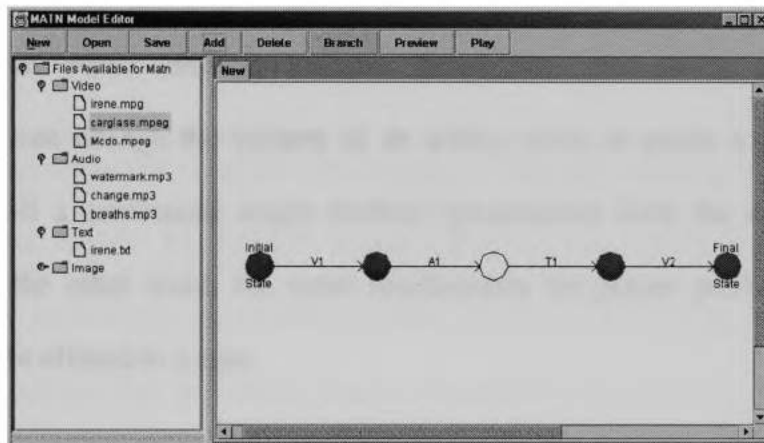 MATN Model Editor
New Open Save Add Delete Branch Preview Play
Files Available for Matn
Video
irene.mpg
carglass.mpeg
Mcdo.mpeg
Audio
watermark.mp3
change.mp3
breaths.mp3
Text
irene.txt
Image
New
Initial State
V1
A1
T1
V2
Final State